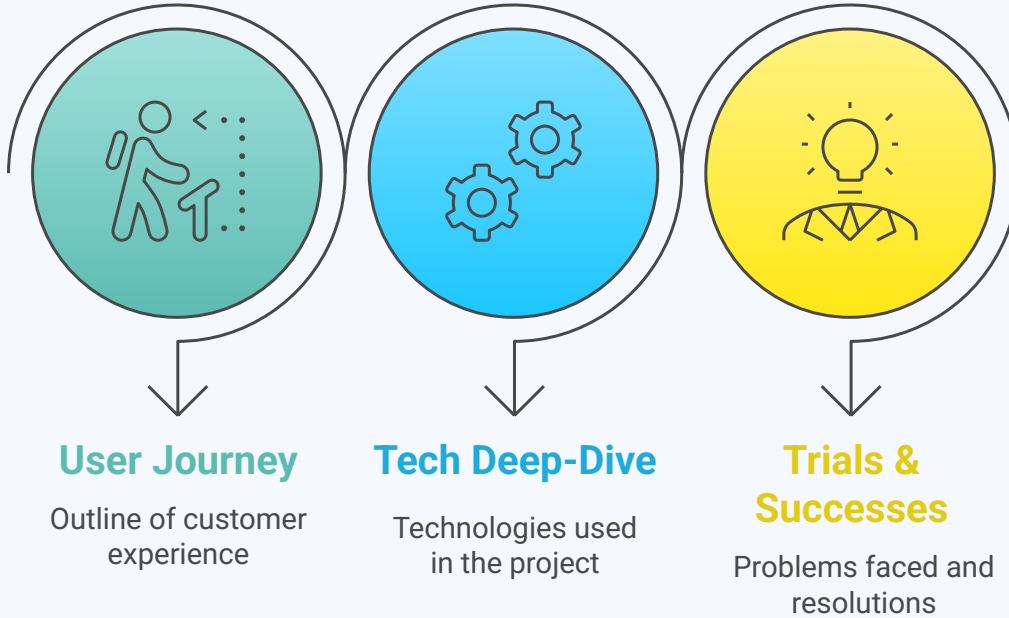 User Journey
Outline of customer
experience
Tech Deep-Dive
Technologies used
in the project
Trials &
Successes
Problems faced and
resolutions